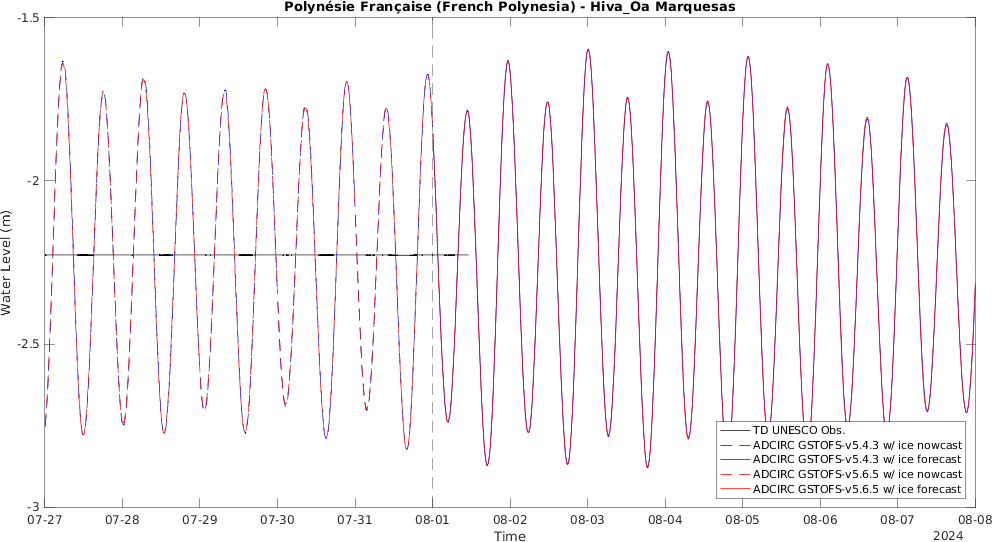 Polynésie Française (French Polynesia) - Hiva_Oa Marquesas
-1.5
-2
-2.5
-3
Water Level (m)
TD UNESCO Obs.
ADCIRC GSTOFS-v5.4.3 w/ ice nowcast
ADCIRC GSTOFS-v5.4.3 w/ ice forecast
ADCIRC GSTOFS-v5.6.5 w/ ice nowcast
ADCIRC GSTOFS-v5.6.5 w/ ice forecast
07-27 07-28 07-29 07-30 07-31 08-01 08-02 08-03 08-04 08-05 08-06 08-07 08-08
Time
2024